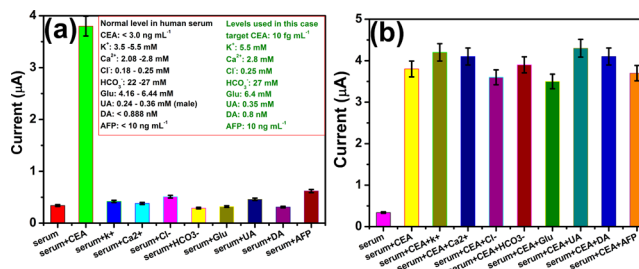 (a)
Normal level in human serum
CEA: < 3.0 ng mL⁻¹
K⁺: 3.5 -5.5 mM
Ca²⁺: 2.08 -2.8 mM
Cl⁻: 0.18 - 0.25 mM
HCO₃⁻: 22 -27 mM
Glu: 4.16 - 6.44 mM
UA: 0.24 - 0.36 mM (male)
DA: < 0.888 nM
AFP: < 10 ng mL⁻¹
Levels used in this case
target CEA: 10 fg mL⁻¹
K⁺: 5.5 mM
Ca²⁺: 2.8 mM
Cl⁻: 0.25 mM
HCO₃⁻: 27 mM
Glu: 6.4 mM
UA: 0.35 mM
DA: 0.8 nM
AFP: 10 ng mL⁻¹
Current (μA)
4
3
2
1
0
serum
serum+CEA
serum+k+
serum+Ca2+
serum+Cl-
serum+HCO3-
serum+Glu
serum+UA
serum+DA
serum+AFP
(b)
Current (μA)
5
4
3
2
1
0
serum
serum+CEA
serum+CEA+k+
serum+CEA+Ca2+
serum+CEA+Cl-
serum+CEA+HCO3-
serum+CEA+Glu
serum+CEA+UA
serum+CEA+DA
serum+CEA+AFP